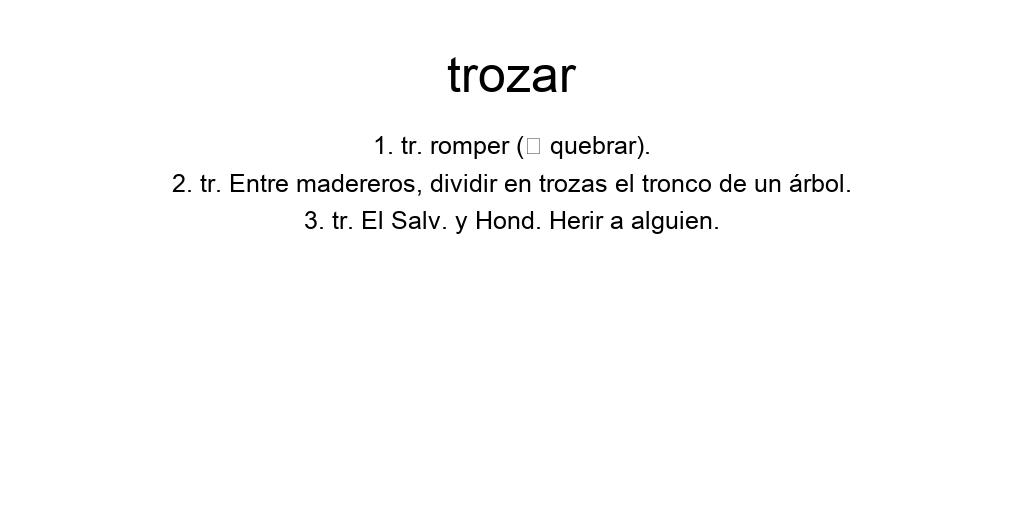 trozar
1. tr. romper (□ quebrar).
2. tr. Entre madereros, dividir en trozas el tronco de un árbol.
3. tr. El Salv. y Hond. Herir a alguien.